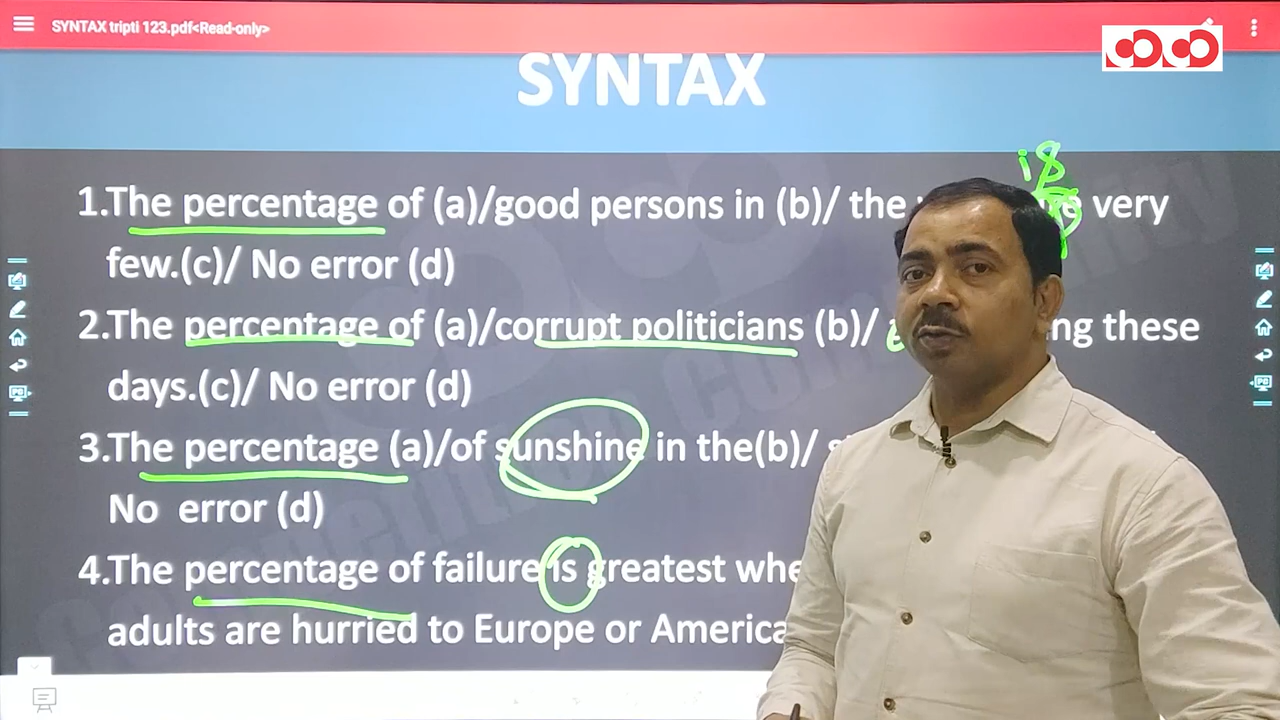 SYNTAX tripti 123.pdf<Read-only>
SYNTAX
is
1.The percentage of (a)/good persons in (b)/ the very
few.(c)/ No error (d)
2.The percentage of (a)/corrupt politicians (b)/ these
days.(c)/ No error (d)
3.The percentage (a)/of sunshine in the(b)/
No error (d)
4.The percentage of failure is greatest
adults are hurried to Europe or America